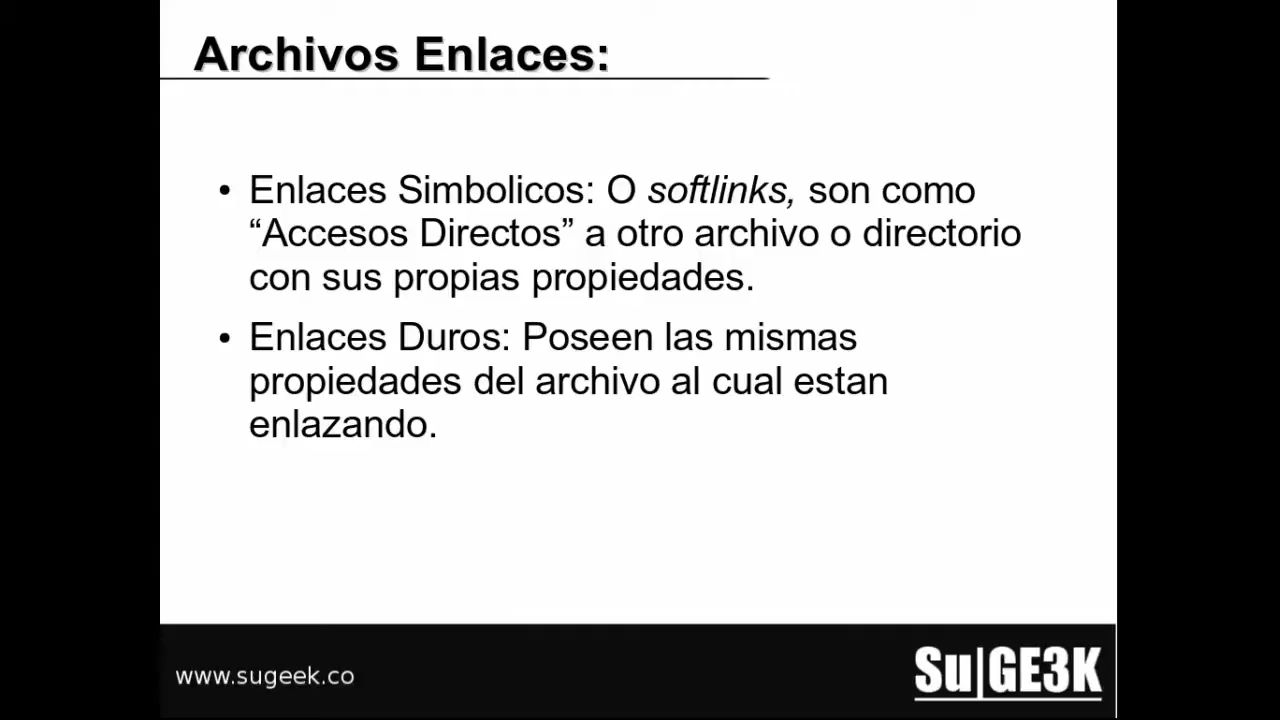 Archivos Enlaces:
• Enlaces Simbolicos: O softlinks, son como
“Accesos Directos” a otro archivo o directorio
con sus propias propiedades.
• Enlaces Duros: Poseen las mismas
propiedades del archivo al cual estan
enlazando.
www.sugeek.co
Su|GE3K